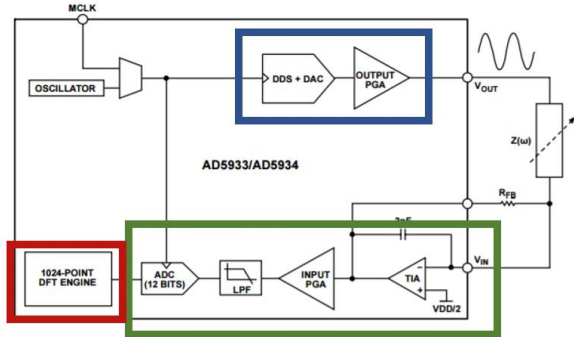 MCLK
OSCILLATOR
DDS + DAC
OUTPUT
PGA
VOUT
AD5933/AD5934
Z(ω)
RFB
1024-POINT
DFT ENGINE
ADC
(12 BITS)
LPF
INPUT
PGA
TIA
VIN
VDD/2